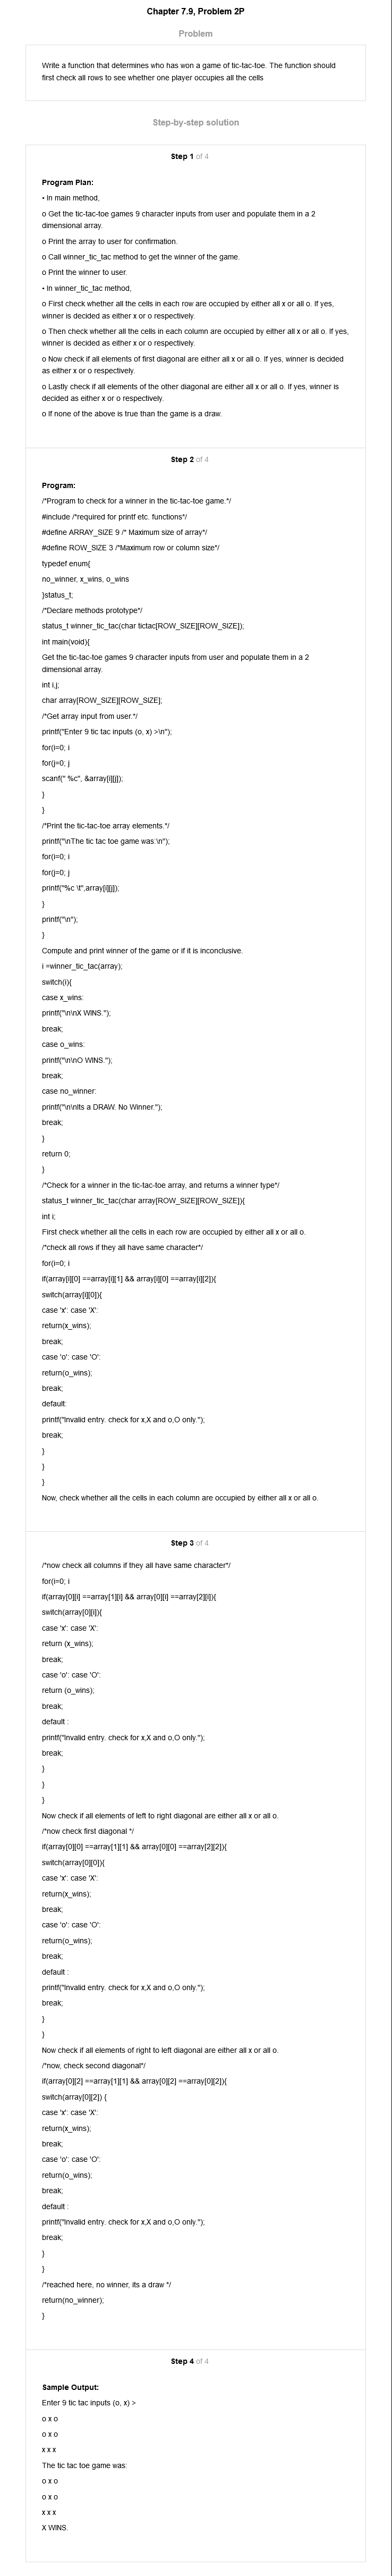 Chapter 7.9, Problem 2P
Problem
Write a function that determines who has won a game of tic-tac-toe. The function should
first check all rows to see whether one player occupies all the cells
Step-by-step solution
Step 1 of 4
Program Plan:
• In main method,
o Get the tic-tac-toe games 9 character inputs from user and populate them in a 2
dimensional array.
o Print the array to user for confirmation.
o Call winner_tic_tac method to get the winner of the game.
o Print the winner to user.
• In winner_tic_tac method,
o First check whether all the cells in each row are occupied by either all x or all o. If yes,
winner is decided as either x or o respectively.
o Then check whether all the cells in each column are occupied by either all x or all o. If yes,
winner is decided as either x or o respectively.
o Now check if all elements of first diagonal are either all x or all o. If yes, winner is decided
as either x or o respectively.
o Lastly check if all elements of the other diagonal are either all x or all o. If yes, winner is
decided as either x or o respectively.
o If none of the above is true than the game is a draw.
Step 2 of 4
Program:
/*Program to check for a winner in the tic-tac-toe game.*/
#include /*required for printf etc. functions*/
#define ARRAY_SIZE 9 /* Maximum size of array*/
#define ROW_SIZE 3 /*Maximum row or column size*/
typedef enum{
no_winner, x_wins, o_wins
}status_t;
/*Declare methods prototype*/
status_t winner_tic_tac(char tictac[ROW_SIZE][ROW_SIZE]);
int main(void){
Get the tic-tac-toe games 9 character inputs from user and populate them in a 2
dimensional array.
int i,j;
char array[ROW_SIZE][ROW_SIZE];
/*Get array input from user.*/
printf("Enter 9 tic tac inputs (o, x) >\n");
for(i=0; i
for(j=0; j
scanf(" %c", &array[i][j]);
}
}
/*Print the tic-tac-toe array elements.*/
printf("\nThe tic tac toe game was:\n");
for(i=0; i
for(j=0; j
printf("%c \t",array[i][j]);
}
printf("\n");
}
Compute and print winner of the game or if it is inconclusive.
i =winner_tic_tac(array);
switch(i){
case x_wins:
printf("\n\nX WINS.");
break;
case o_wins:
printf("\n\nO WINS.");
break;
case no_winner:
printf("\n\nIts a DRAW. No Winner.");
break;
}
return 0;
}
/*Check for a winner in the tic-tac-toe array, and returns a winner type*/
status_t winner_tic_tac(char array[ROW_SIZE][ROW_SIZE]){
int i;
First check whether all the cells in each row are occupied by either all x or all o.
/*check all rows if they all have same character*/
for(i=0; i
if(array[i][0] ==array[i][1] && array[i][0] ==array[i][2]){
switch(array[i][0]){
case 'x': case 'X':
return(x_wins);
break;
case 'o': case 'O':
return(o_wins);
break;
default:
printf("Invalid entry. check for x,X and o,O only.");
break;
}
}
}
Now, check whether all the cells in each column are occupied by either all x or all o.
Step 3 of 4
/*now check all columns if they all have same character*/
for(i=0; i
if(array[0][i] ==array[1][i] && array[0][i] ==array[2][i]){
switch(array[0][i]){
case 'x': case 'X':
return (x_wins);
break;
case 'o': case 'O':
return (o_wins);
break;
default :
printf("Invalid entry. check for x,X and o,O only.");
break;
}
}
}
Now check if all elements of left to right diagonal are either all x or all o.
/*now check first diagonal */
if(array[0][0] ==array[1][1] && array[0][0] ==array[2][2]){
switch(array[0][0]){
case 'x': case 'X':
return(x_wins);
break;
case 'o': case 'O':
return(o_wins);
break;
default :
printf("Invalid entry. check for x,X and o,O only.");
break;
}
}
Now check if all elements of right to left diagonal are either all x or all o.
/*now, check second diagonal*/
if(array[0][2] ==array[1][1] && array[0][2] ==array[0][2]){
switch(array[0][2]) {
case 'x': case 'X':
return(x_wins);
break;
case 'o': case 'O':
return(o_wins);
break;
default :
printf("Invalid entry. check for x,X and o,O only.");
break;
}
}
/*reached here, no winner, its a draw */
return(no_winner);
}
Step 4 of 4
Sample Output:
Enter 9 tic tac inputs (o, x) >
o x o
o x o
x x x
The tic tac toe game was:
o x o
o x o
x x x
X WINS.